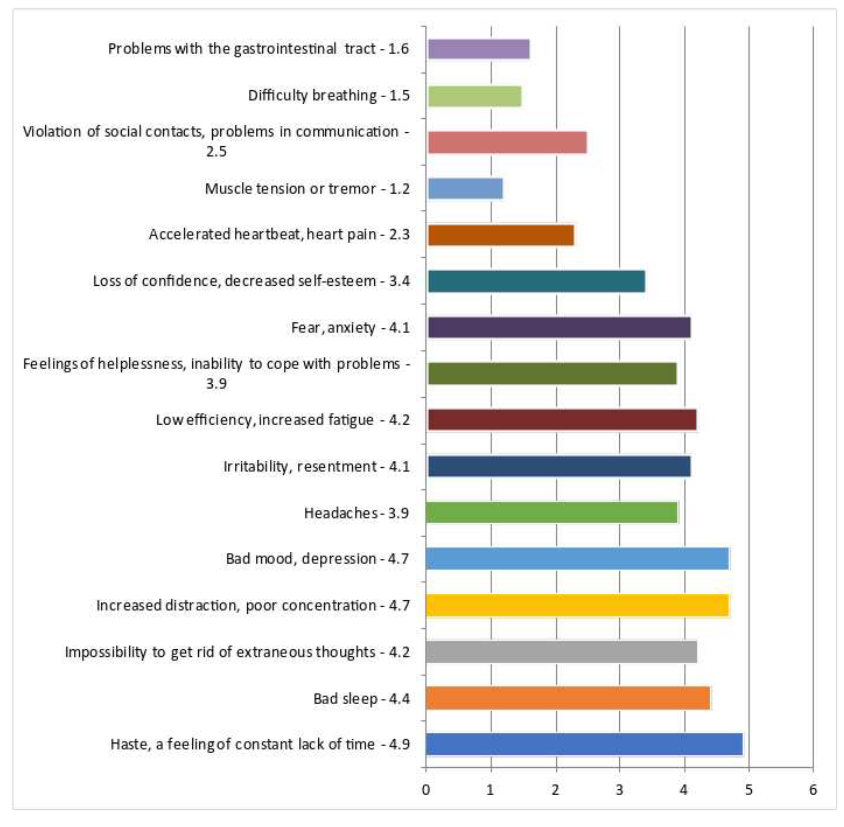 Problems with the gastrointestinal tract - 1.6
Difficulty breathing - 1.5
Violation of social contacts, problems in communication -
2.5
Muscle tension or tremor - 1.2
Accelerated heartbeat, heart pain - 2.3
Loss of confidence, decreased self-esteem - 3.4
Fear, anxiety - 4.1
Feelings of helplessness, inability to cope with problems -
3.9
Low efficiency, increased fatigue - 4.2
Irritability, resentment - 4.1
Headaches - 3.9
Bad mood, depression - 4.7
Increased distraction, poor concentration - 4.7
Impossibility to get rid of extraneous thoughts - 4.2
Bad sleep - 4.4
Haste, a feeling of constant lack of time - 4.9
0 1 2 3 4 5 6